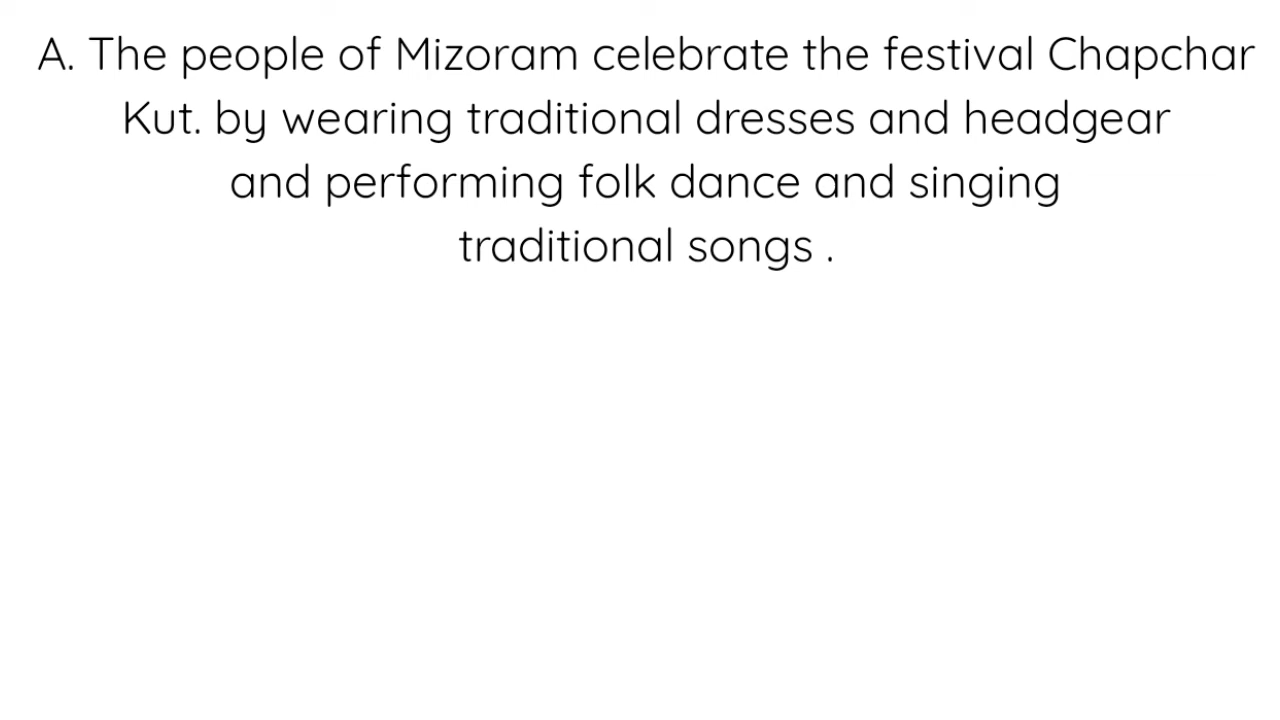 A. The people of Mizoram celebrate the festival Chapchar
Kut. by wearing traditional dresses and headgear
and performing folk dance and singing
traditional songs .